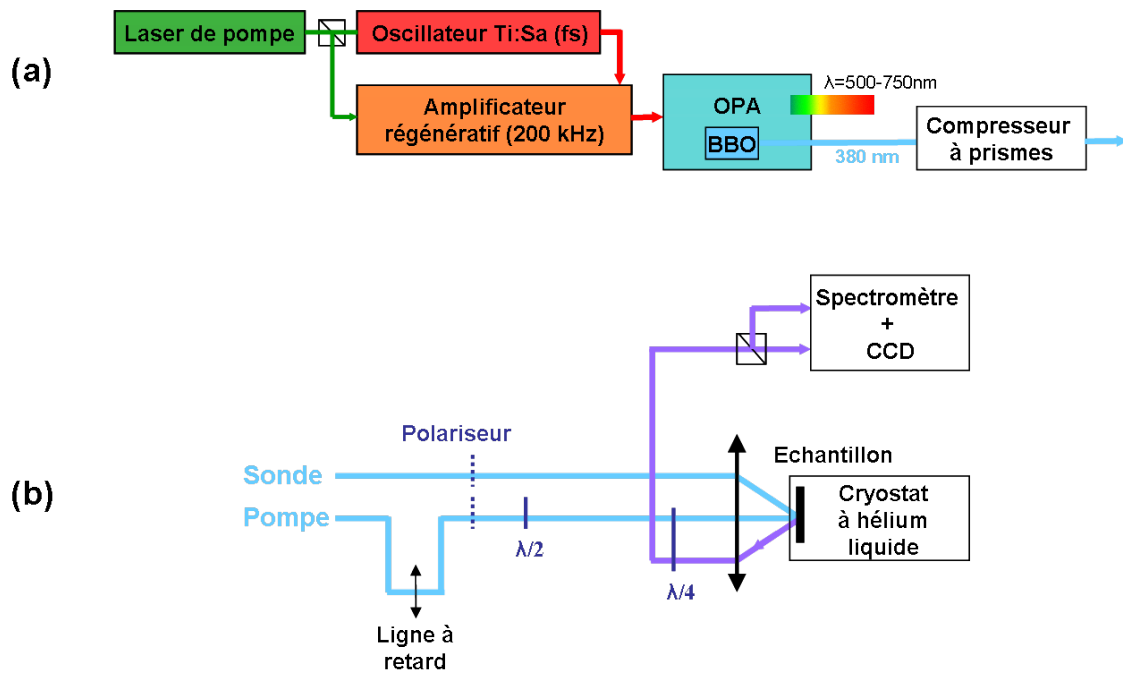 (a)
Laser de pompe
Oscillateur Ti:Sa (fs)
Amplificateur
régénératif (200 kHz)
OPA
BBO
λ=500-750nm
380 nm
Compresseur
à prismes
(b)
Spectromètre
+
CCD
Polariseur
Sonde
Pompe
λ/2
λ/4
Echantillon
Cryostat
à hélium
liquide
Ligne à
retard